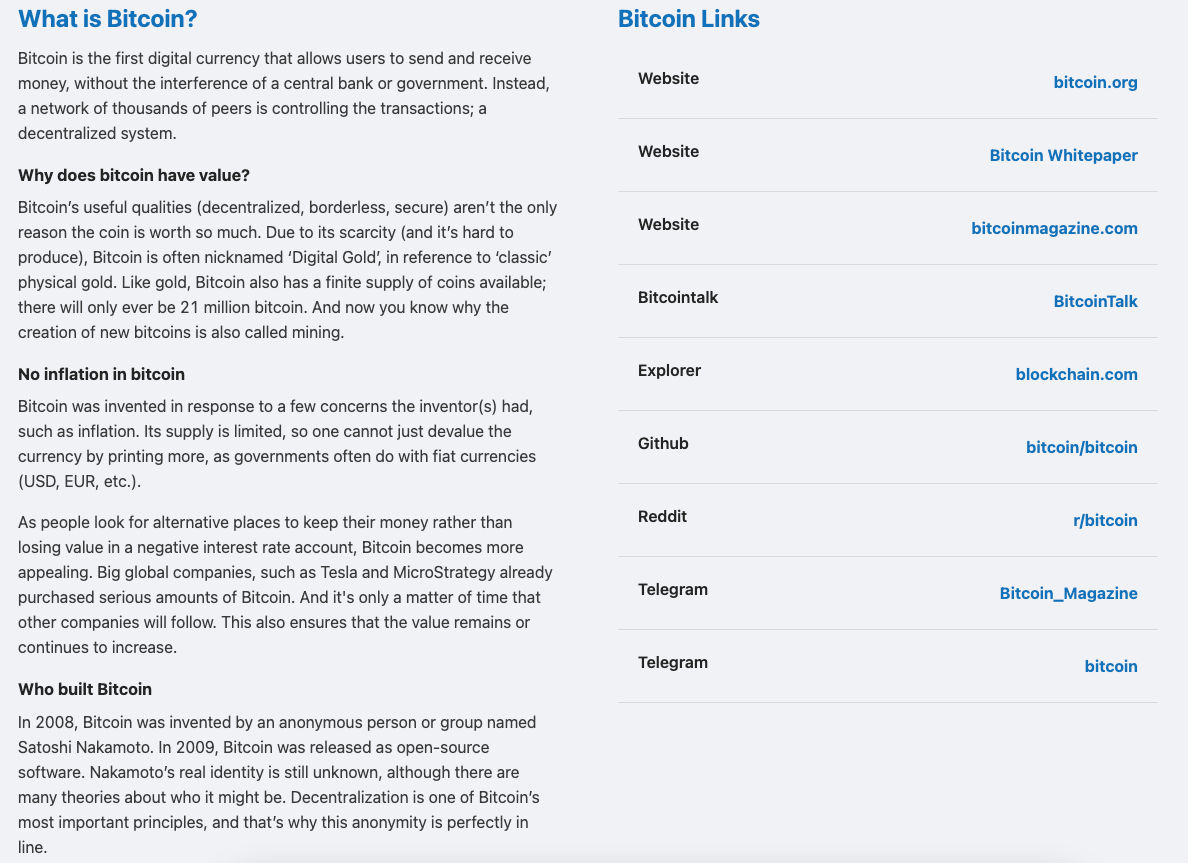 What is Bitcoin?
Bitcoin is the first digital currency that allows users to send and receive
money, without the interference of a central bank or government. Instead,
a network of thousands of peers is controlling the transactions; a
decentralized system.
Why does bitcoin have value?
Bitcoin’s useful qualities (decentralized, borderless, secure) aren’t the only
reason the coin is worth so much. Due to its scarcity (and it’s hard to
produce), Bitcoin is often nicknamed ‘Digital Gold’, in reference to ‘classic’
physical gold. Like gold, Bitcoin also has a finite supply of coins available;
there will only ever be 21 million bitcoin. And now you know why the
creation of new bitcoins is also called mining.
No inflation in bitcoin
Bitcoin was invented in response to a few concerns the inventor(s) had,
such as inflation. Its supply is limited, so one cannot just devalue the
currency by printing more, as governments often do with fiat currencies
(USD, EUR, etc.).
As people look for alternative places to keep their money rather than
losing value in a negative interest rate account, Bitcoin becomes more
appealing. Big global companies, such as Tesla and MicroStrategy already
purchased serious amounts of Bitcoin. And it's only a matter of time that
other companies will follow. This also ensures that the value remains or
continues to increase.
Who built Bitcoin
In 2008, Bitcoin was invented by an anonymous person or group named
Satoshi Nakamoto. In 2009, Bitcoin was released as open-source
software. Nakamoto’s real identity is still unknown, although there are
many theories about who it might be. Decentralization is one of Bitcoin’s
most important principles, and that’s why this anonymity is perfectly in
line.
Bitcoin Links
Website bitcoin.org
Website Bitcoin Whitepaper
Website bitcoinmagazine.com
Bitcointalk BitcoinTalk
Explorer blockchain.com
Github bitcoin/bitcoin
Reddit r/bitcoin
Telegram Bitcoin_Magazine
Telegram bitcoin